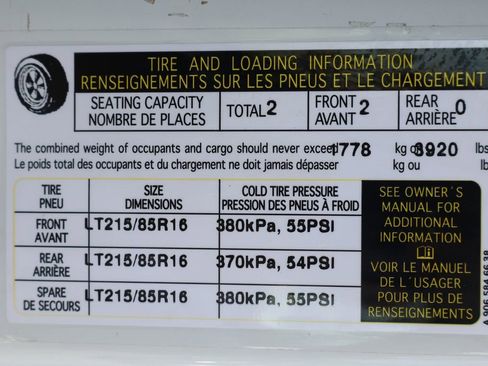 TIRE AND LOADING INFORMATION
RENSEIGNEMENTS SUR LES PNEUS ET LE CHARGEMENT
SEATING CAPACITY TOTAL 2 FRONT 2 REAR 0
NOMBRE DE PLACES AVANT ARRIÈRE
The combined weight of occupants and cargo should never exceed 1778 kg o 3920 lbs
Le poids total des occupants et du chargement ne doit jamais dépasser kg ou lb
TIRE SIZE COLD TIRE PRESSURE
PNEU DIMENSIONS PRESSION DES PNEUS À FROID
FRONT LT215/85R16 380kPa, 55PSI
AVANT
REAR LT215/85R16 370kPa, 54PSI
ARRIÈRE
SPARE LT215/85R16 380kPa, 55PSI
DE SECOURS
SEE OWNER´S
MANUAL FOR
ADDITIONAL
INFORMATION
VOIR LE MANUEL
DE L´USAGER
POUR PLUS DE
RENSEIGNEMENTS
A 906 584 66 38